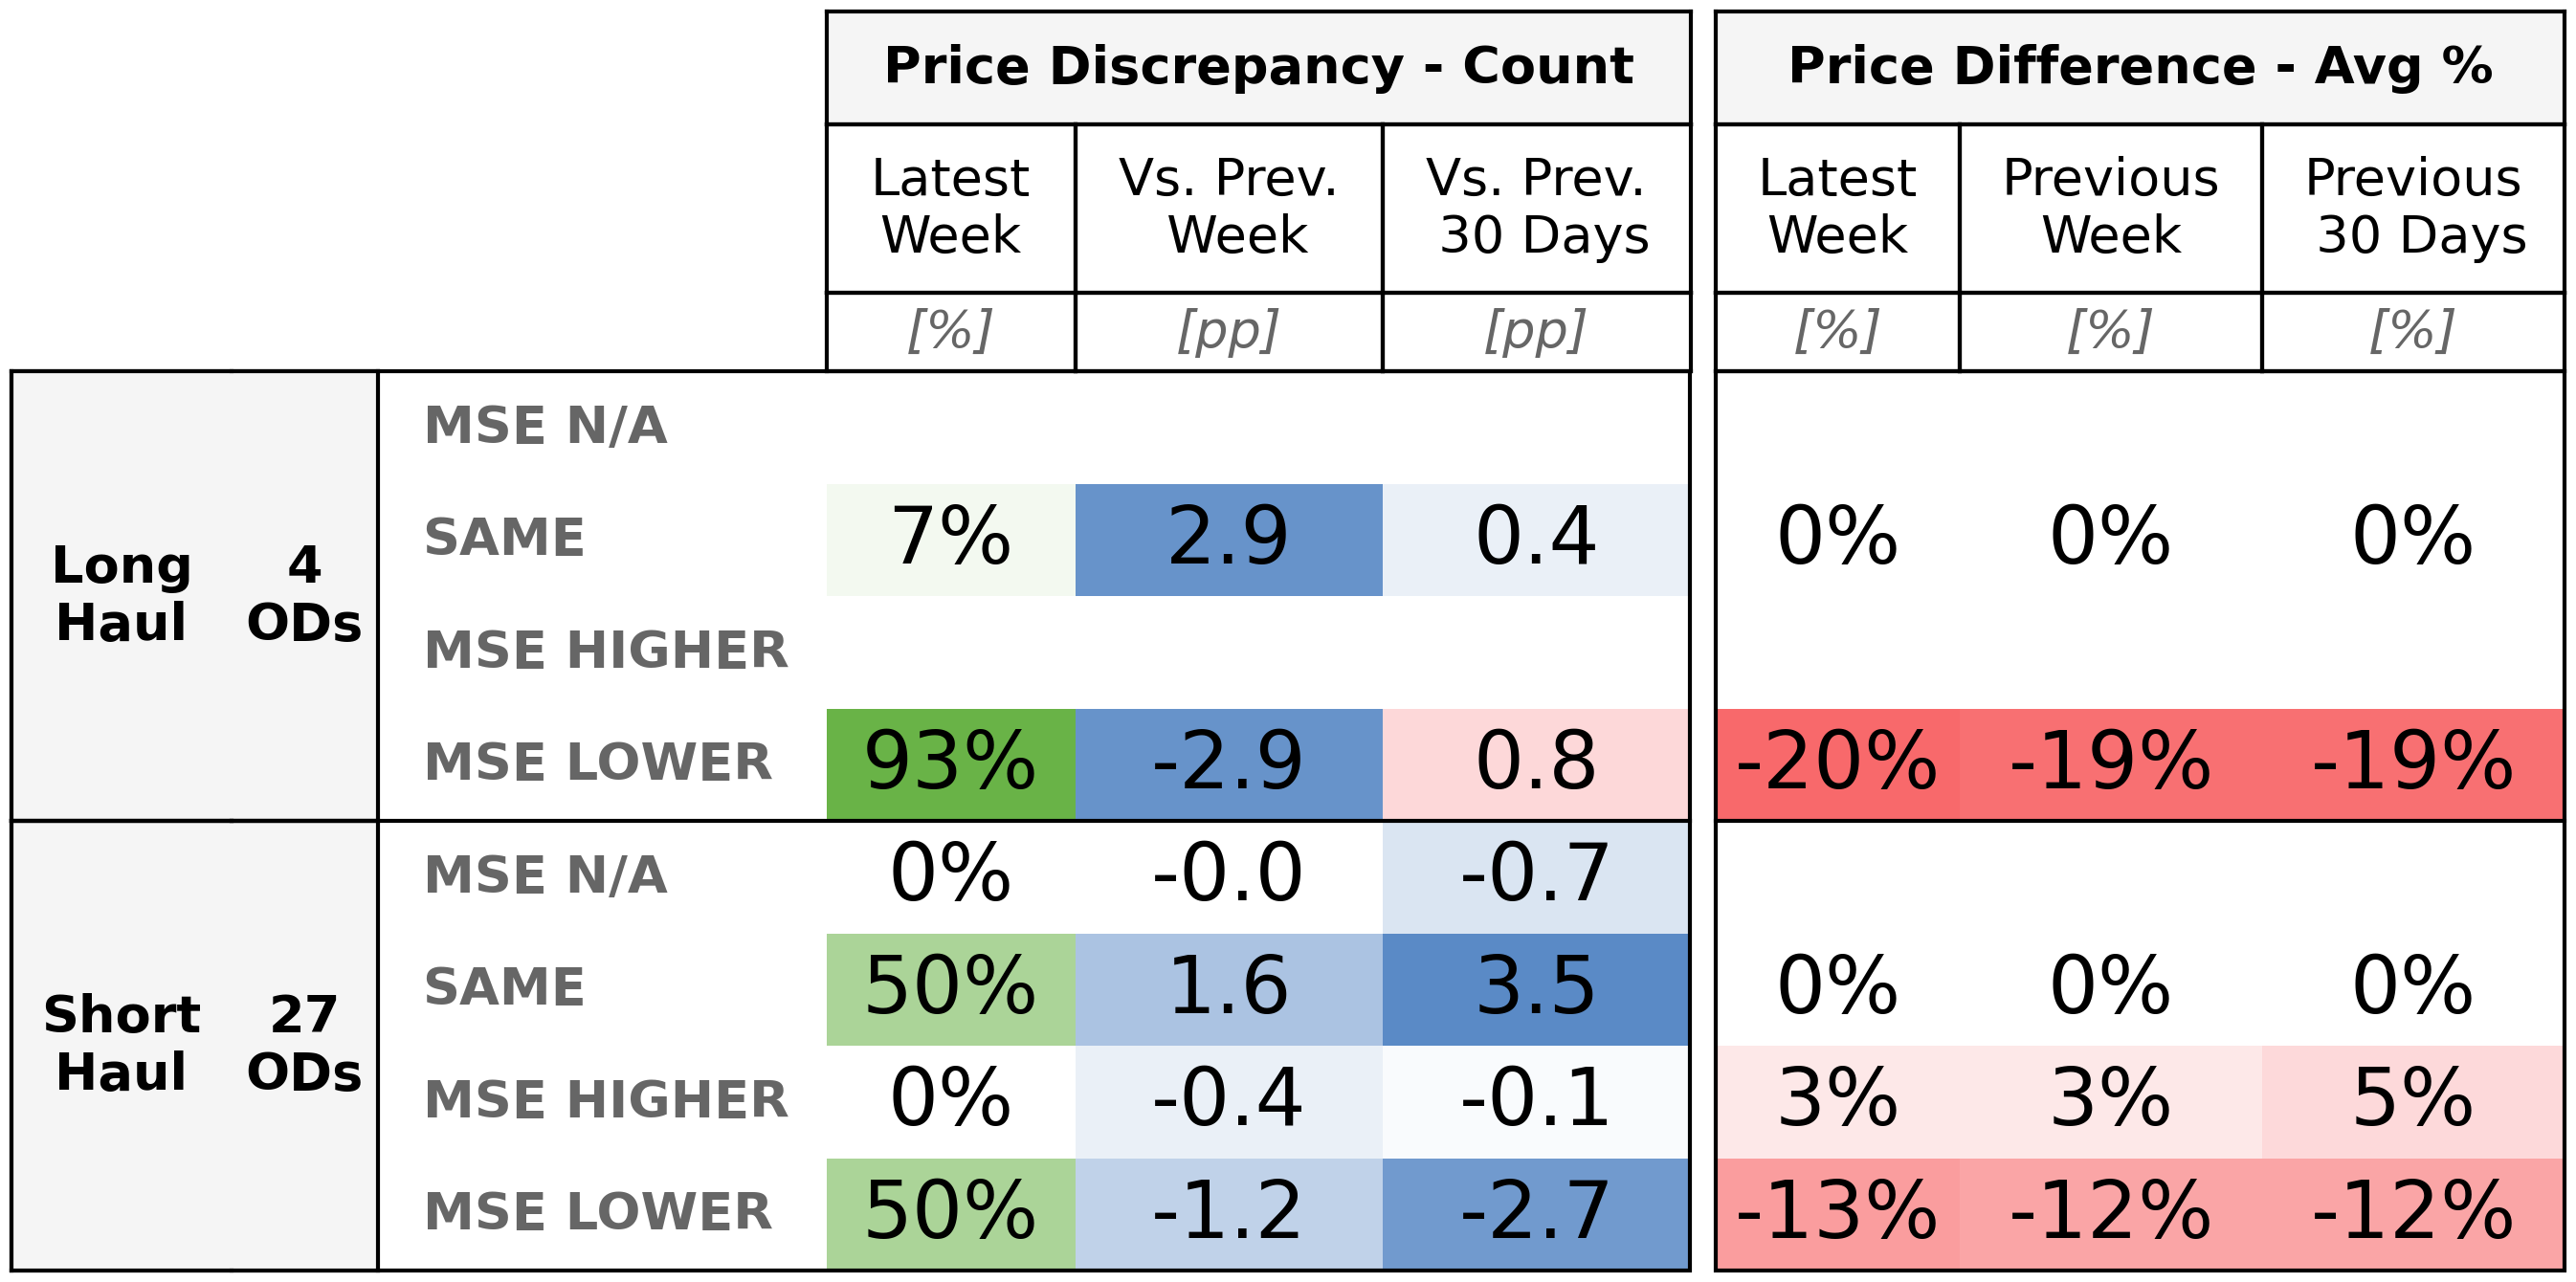 Price Discrepancy - Count Price Difference - Avg %
Latest Week Vs. Prev. Week Vs. Prev. 30 Days Latest Week Previous Week Previous 30 Days
[%] [pp] [pp] [%] [%] [%]
Long Haul 4 ODs
MSE N/A
SAME 7% 2.9 0.4 0% 0% 0%
MSE HIGHER
MSE LOWER 93% -2.9 0.8 -20% -19% -19%
Short Haul 27 ODs
MSE N/A 0% -0.0 -0.7
SAME 50% 1.6 3.5 0% 0% 0%
MSE HIGHER 0% -0.4 -0.1 3% 3% 5%
MSE LOWER 50% -1.2 -2.7 -13% -12% -12%